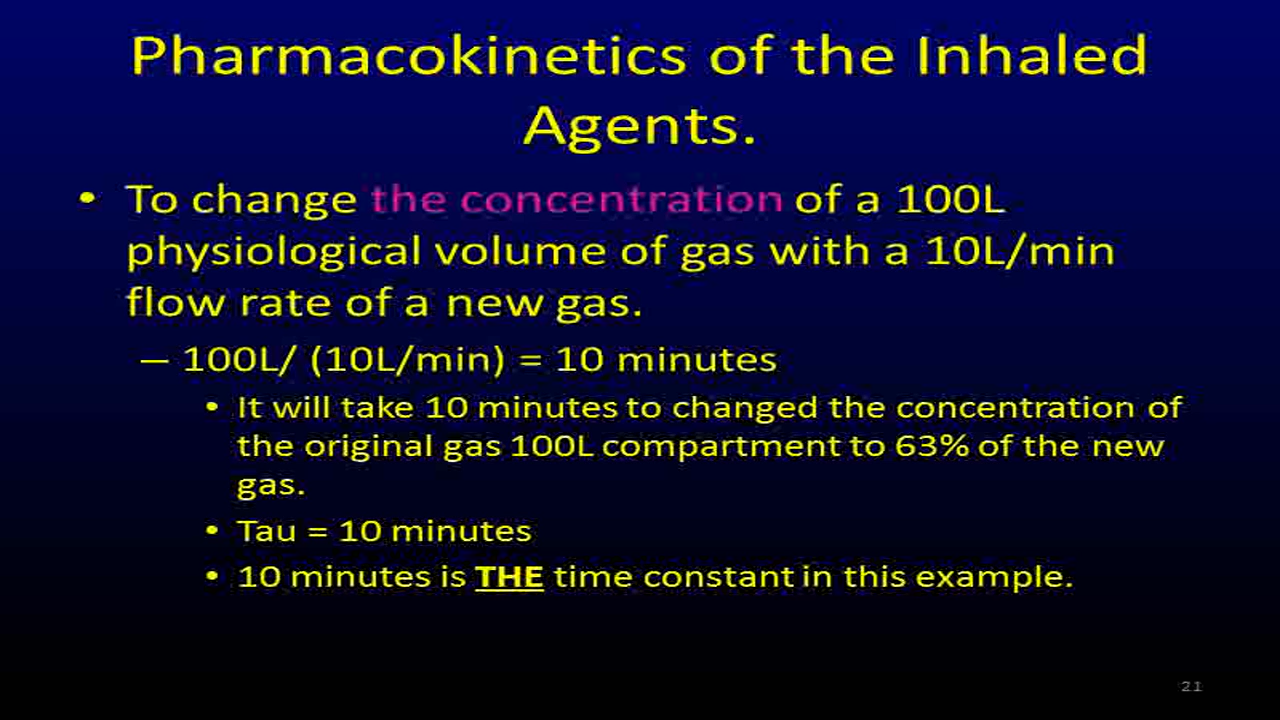 Pharmacokinetics of the Inhaled
Agents.
• To change the concentration of a 100L
physiological volume of gas with a 10L/min
flow rate of a new gas.
– 100L/ (10L/min) = 10 minutes
• It will take 10 minutes to changed the concentration of
the original gas 100L compartment to 63% of the new
gas.
• Tau = 10 minutes
• 10 minutes is THE time constant in this example.
21